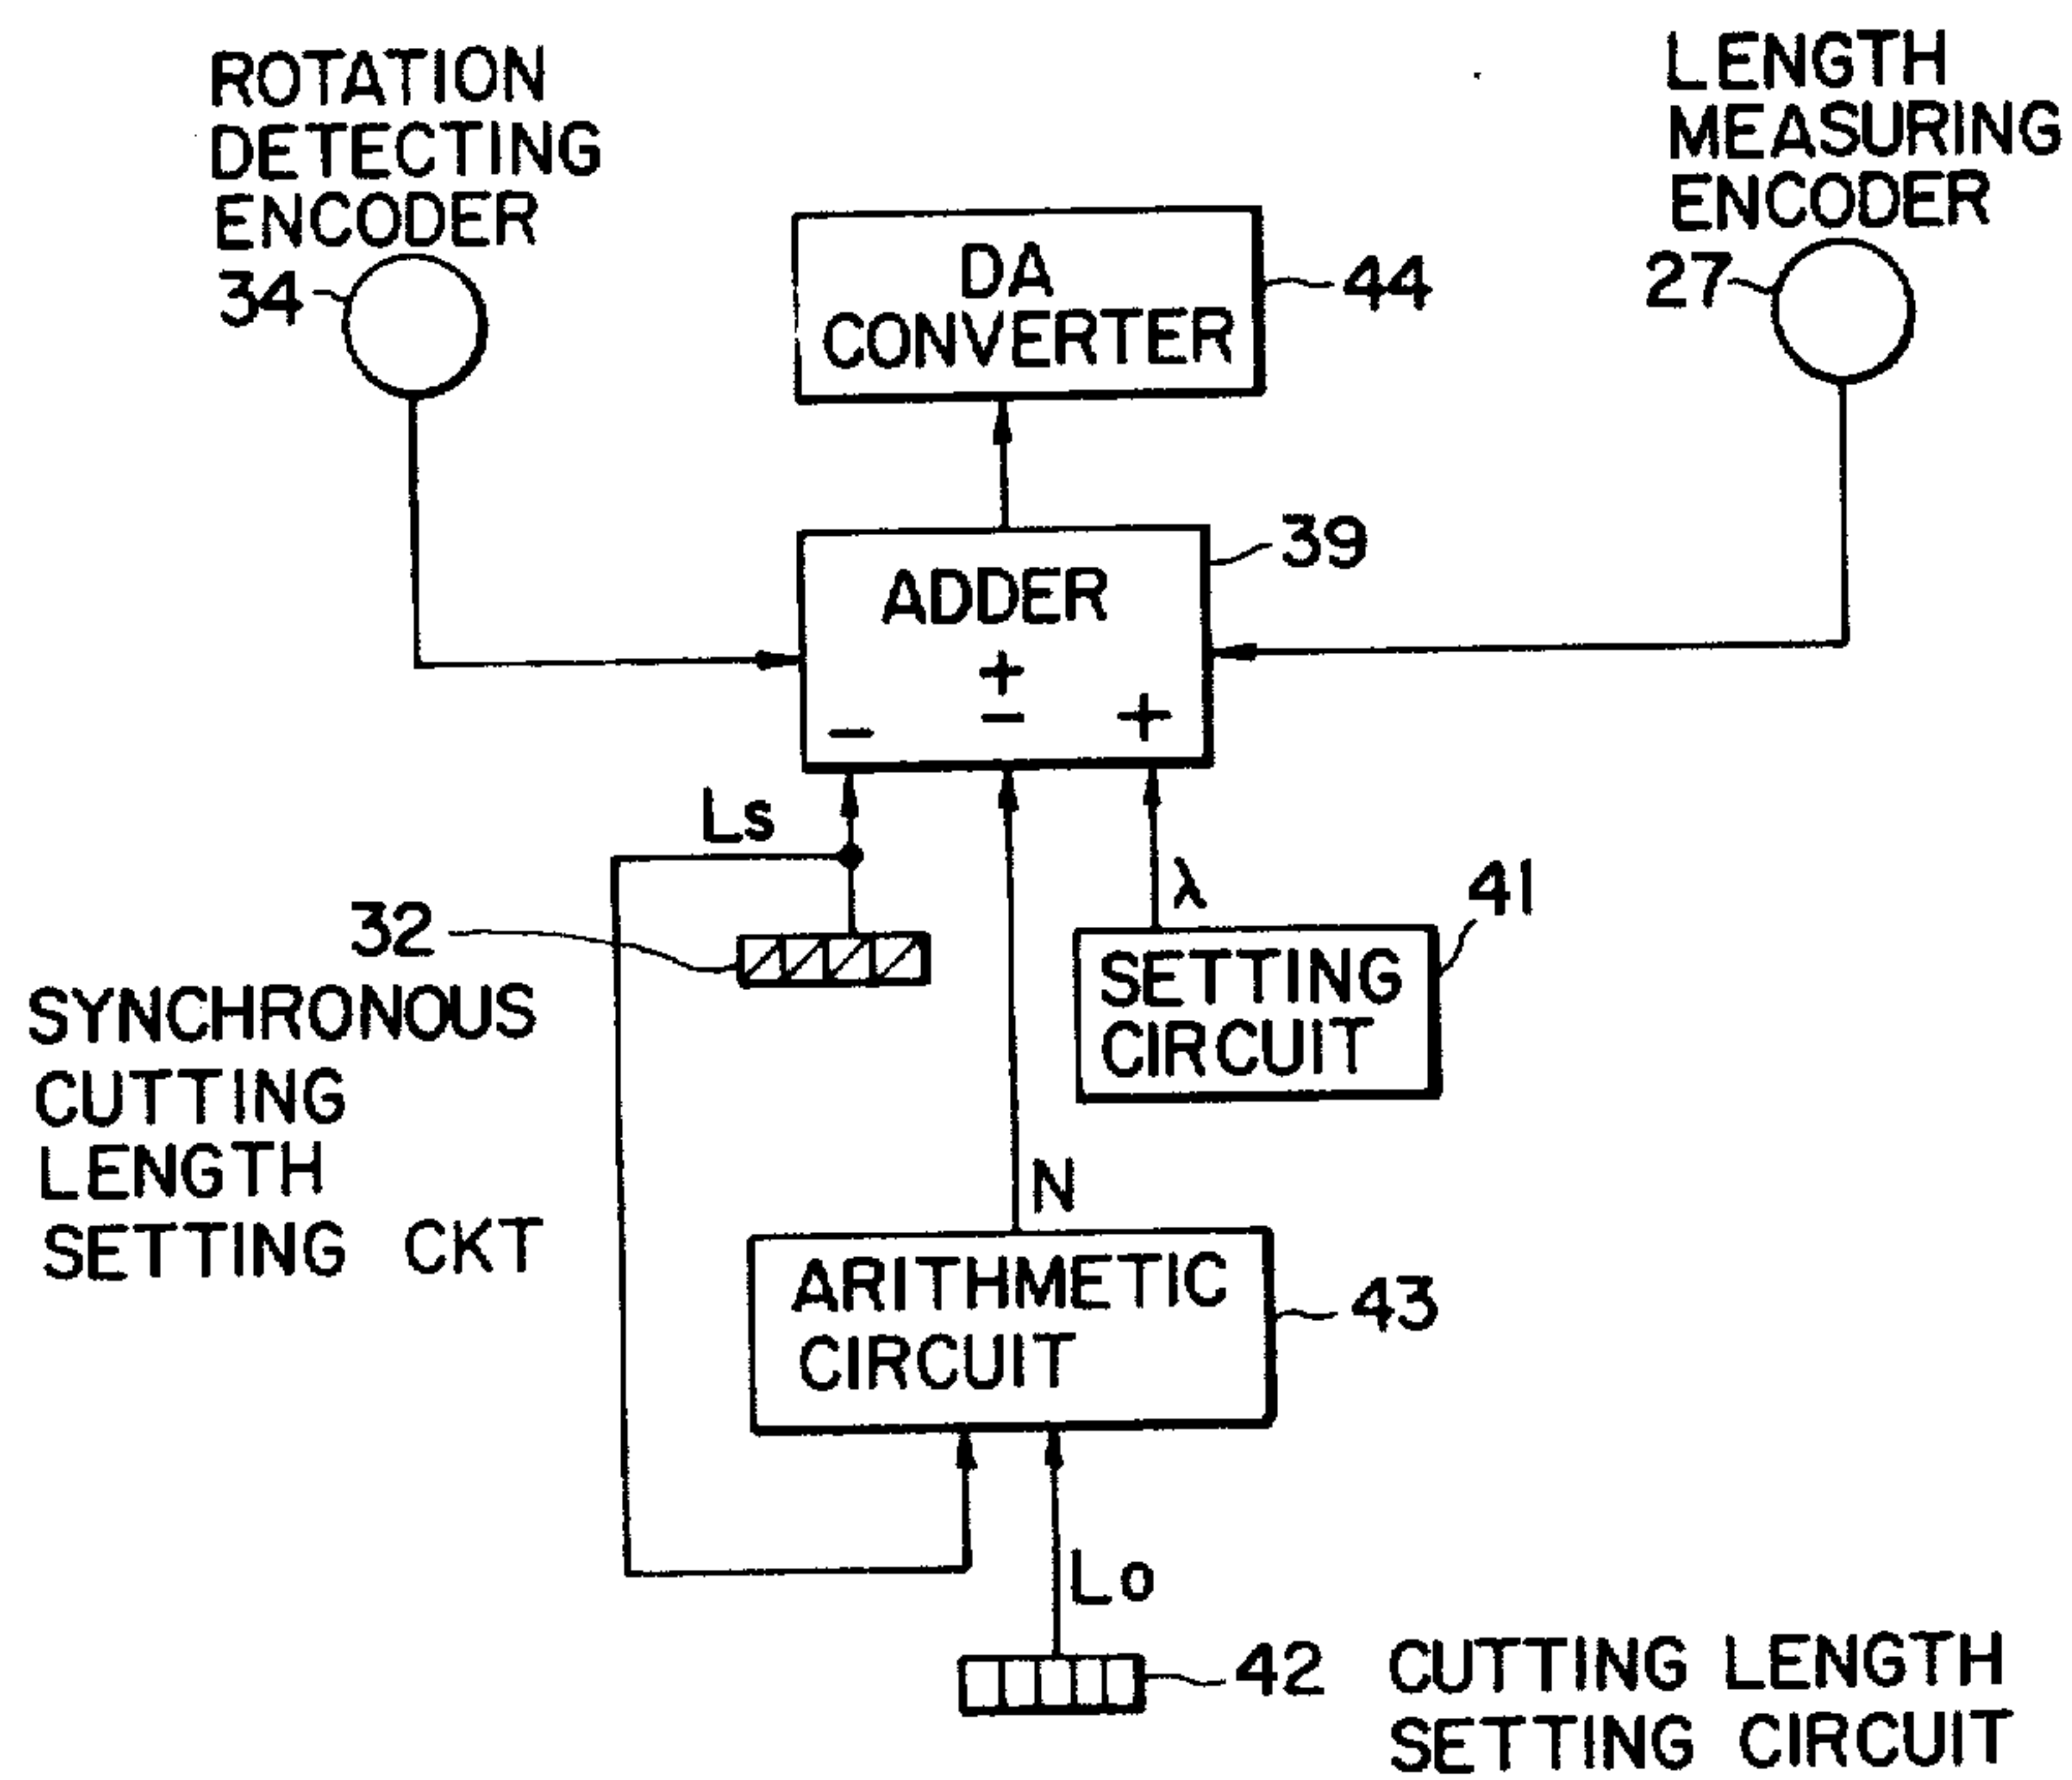 ROTATION
DETECTING
ENCODER
34
DA
CONVERTER
44
LENGTH
MEASURING
ENCODER
27
ADDER
39
±
− +
Ls
λ
32
SYNCHRONOUS
CUTTING
LENGTH
SETTING CKT
41
SETTING
CIRCUIT
N
ARITHMETIC
CIRCUIT
43
Lo
42
CUTTING LENGTH
SETTING CIRCUIT